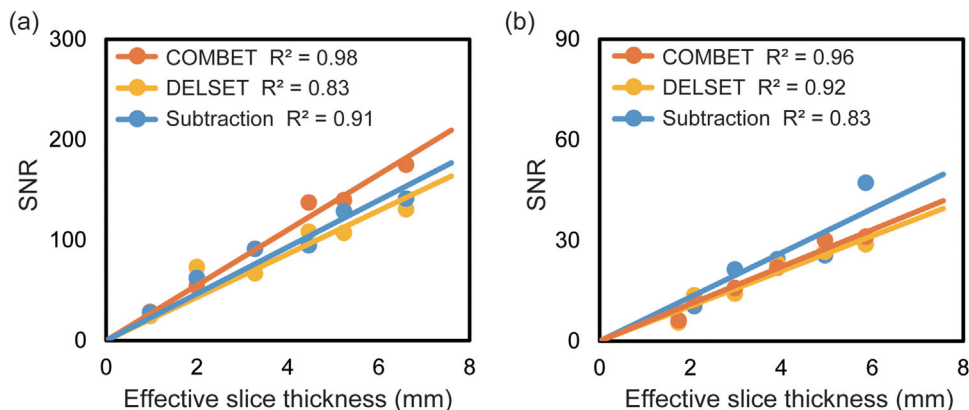 (a)
300
COMBET R² = 0.98
DELSET R² = 0.83
Subtraction R² = 0.91
200
SNR
100
0
0 2 4 6 8
Effective slice thickness (mm)
(b)
90
COMBET R² = 0.96
DELSET R² = 0.92
Subtraction R² = 0.83
60
SNR
30
0
0 2 4 6 8
Effective slice thickness (mm)